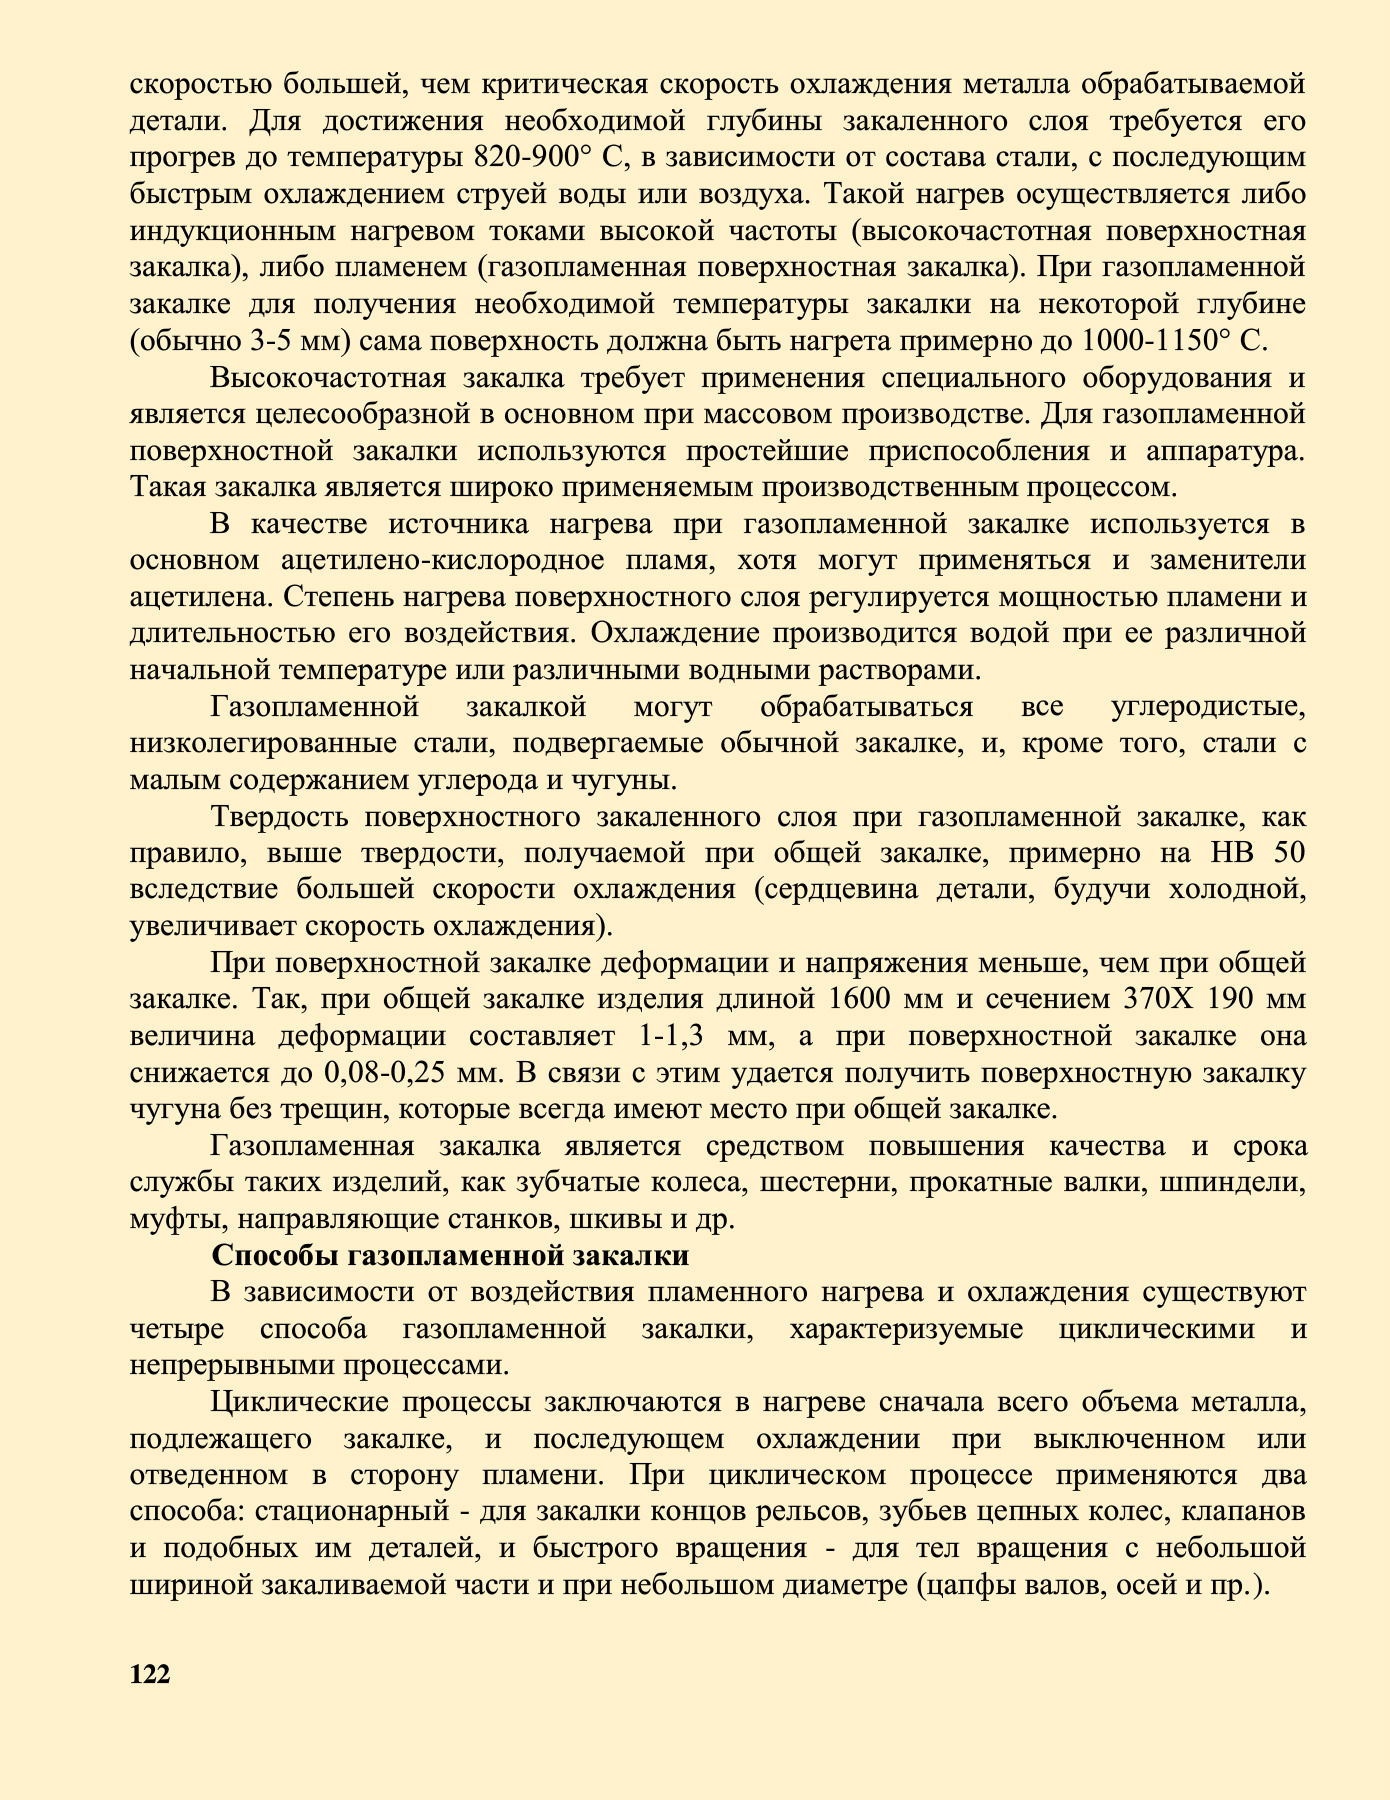 скоростью большей, чем критическая скорость охлаждения металла обрабатываемой
детали. Для достижения необходимой глубины закаленного слоя требуется его
прогрев до температуры 820-900° С, в зависимости от состава стали, с последующим
быстрым охлаждением струей воды или воздуха. Такой нагрев осуществляется либо
индукционным нагревом токами высокой частоты (высокочастотная поверхностная
закалка), либо пламенем (газопламенная поверхностная закалка). При газопламенной
закалке для получения необходимой температуры закалки на некоторой глубине
(обычно 3-5 мм) сама поверхность должна быть нагрета примерно до 1000-1150° С.
Высокочастотная закалка требует применения специального оборудования и
является целесообразной в основном при массовом производстве. Для газопламенной
поверхностной закалки используются простейшие приспособления и аппаратура.
Такая закалка является широко применяемым производственным процессом.
В качестве источника нагрева при газопламенной закалке используется в
основном ацетилено-кислородное пламя, хотя могут применяться и заменители
ацетилена. Степень нагрева поверхностного слоя регулируется мощностью пламени и
длительностью его воздействия. Охлаждение производится водой при ее различной
начальной температуре или различными водными растворами.
Газопламенной закалкой могут обрабатываться все углеродистые,
низколегированные стали, подвергаемые обычной закалке, и, кроме того, стали с
малым содержанием углерода и чугуны.
Твердость поверхностного закаленного слоя при газопламенной закалке, как
правило, выше твердости, получаемой при общей закалке, примерно на НВ 50
вследствие большей скорости охлаждения (сердцевина детали, будучи холодной,
увеличивает скорость охлаждения).
При поверхностной закалке деформации и напряжения меньше, чем при общей
закалке. Так, при общей закалке изделия длиной 1600 мм и сечением 370Х 190 мм
величина деформации составляет 1-1,3 мм, а при поверхностной закалке она
снижается до 0,08-0,25 мм. В связи с этим удается получить поверхностную закалку
чугуна без трещин, которые всегда имеют место при общей закалке.
Газопламенная закалка является средством повышения качества и срока
службы таких изделий, как зубчатые колеса, шестерни, прокатные валки, шпиндели,
муфты, направляющие станков, шкивы и др.
Способы газопламенной закалки
В зависимости от воздействия пламенного нагрева и охлаждения существуют
четыре способа газопламенной закалки, характеризуемые циклическими и
непрерывными процессами.
Циклические процессы заключаются в нагреве сначала всего объема металла,
подлежащего закалке, и последующем охлаждении при выключенном или
отведенном в сторону пламени. При циклическом процессе применяются два
способа: стационарный - для закалки концов рельсов, зубьев цепных колес, клапанов
и подобных им деталей, и быстрого вращения - для тел вращения с небольшой
шириной закаливаемой части и при небольшом диаметре (цапфы валов, осей и пр.).
122